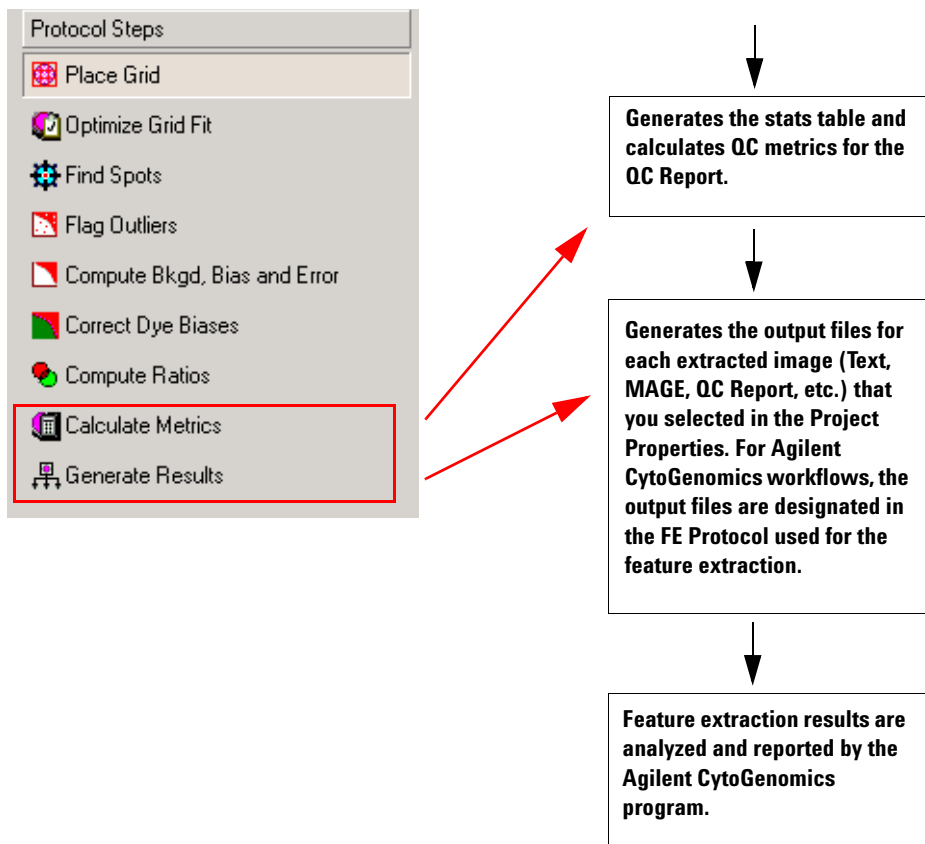 Protocol Steps
Place Grid
Optimize Grid Fit
Find Spots
Flag Outliers
Compute Bkgd, Bias and Error
Correct Dye Biases
Compute Ratios
Calculate Metrics
Generate Results
Generates the stats table and
calculates QC metrics for the
QC Report.
Generates the output files for
each extracted image (Text,
MAGE, QC Report, etc.) that
you selected in the Project
Properties. For Agilent
CytoGenomics workflows, the
output files are designated in
the FE Protocol used for the
feature extraction.
Feature extraction results are
analyzed and reported by the
Agilent CytoGenomics
program.